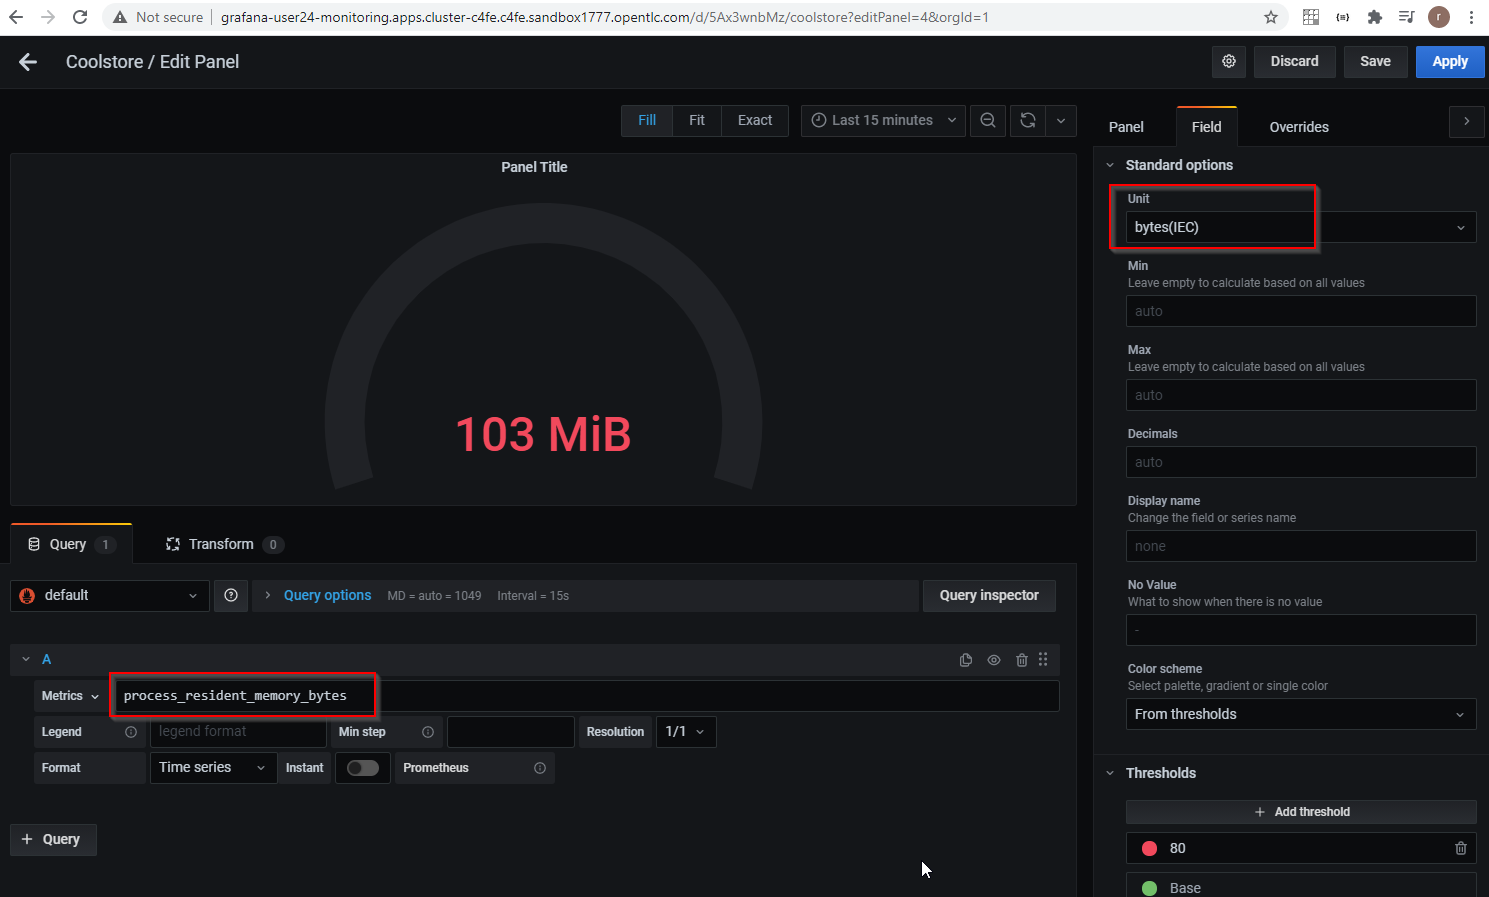 Not secure | grafana-user24-monitoring.apps.cluster-c4fe.c4fe.sandbox1777.opentlc.com/d/5Ax3wnbMz/coolstore?editPanel=4&orgId=1
r
Coolstore / Edit Panel
Discard
Save
Apply
Fill
Fit
Exact
Last 15 minutes
Panel Title
103 MiB
Query 1
Transform 0
default
Query options
MD = auto = 1049
Interval = 15s
Query inspector
A
Metrics
process_resident_memory_bytes
Legend
legend format
Min step
Resolution
1/1
Format
Time series
Instant
Prometheus
+ Query
Panel
Field
Overrides
Standard options
Unit
bytes(IEC)
Min
Leave empty to calculate based on all values
auto
Max
Leave empty to calculate based on all values
auto
Decimals
auto
Display name
Change the field or series name
none
No Value
What to show when there is no value
-
Color scheme
Select palette, gradient or single color
From thresholds
Thresholds
+ Add threshold
80
Base